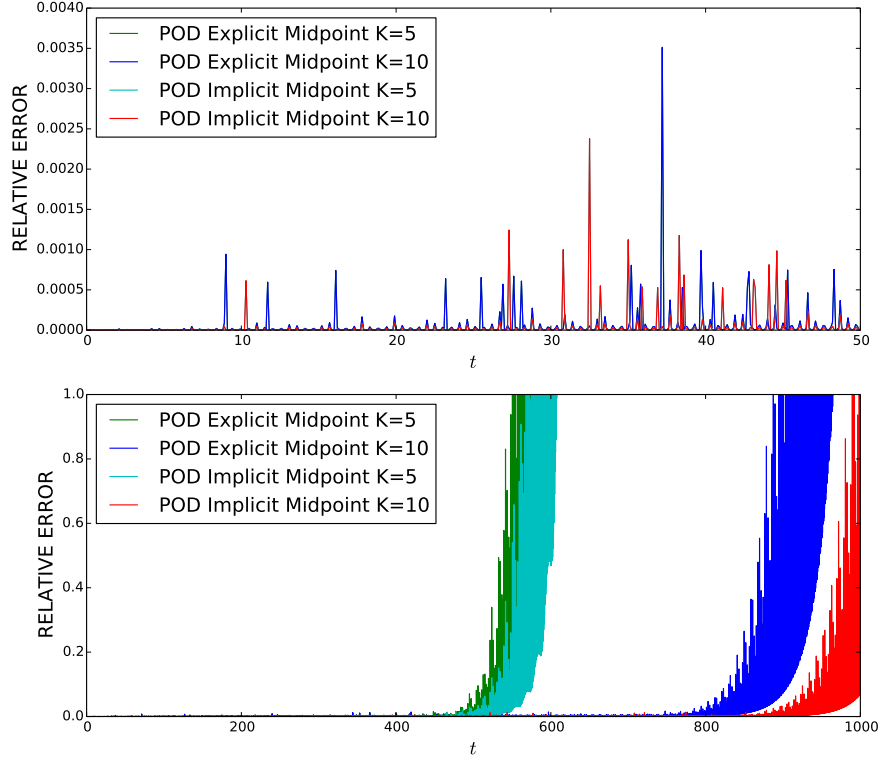 0.0040
0.0035
0.0030
0.0025
0.0020
0.0015
0.0010
0.0005
0.0000
RELATIVE ERROR
POD Explicit Midpoint K=5
POD Explicit Midpoint K=10
POD Implicit Midpoint K=5
POD Implicit Midpoint K=10
0 10 20 30 40 50
t
1.0
0.8
0.6
0.4
0.2
0.0
RELATIVE ERROR
POD Explicit Midpoint K=5
POD Explicit Midpoint K=10
POD Implicit Midpoint K=5
POD Implicit Midpoint K=10
0 200 400 600 800 1000
t